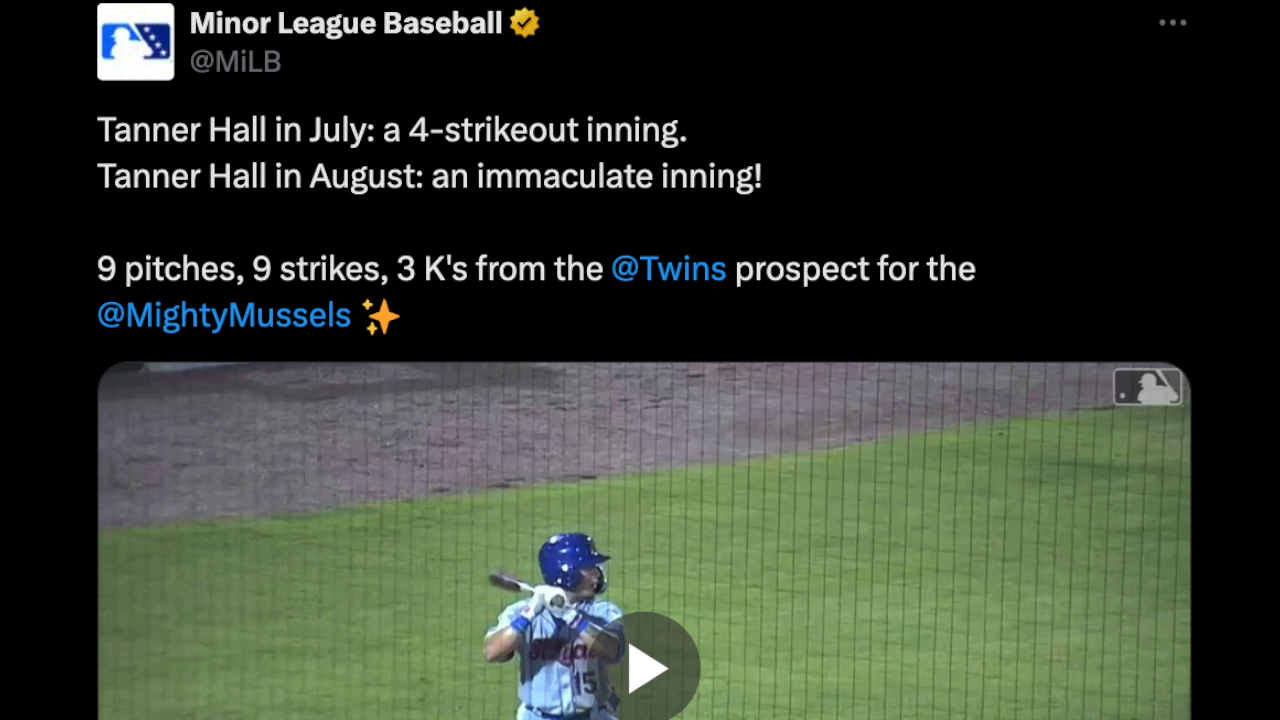 Minor League Baseball
@MiLB
Tanner Hall in July: a 4-strikeout inning.
Tanner Hall in August: an immaculate inning!
9 pitches, 9 strikes, 3 K's from the @Twins prospect for the
@MightyMussels ✨
15